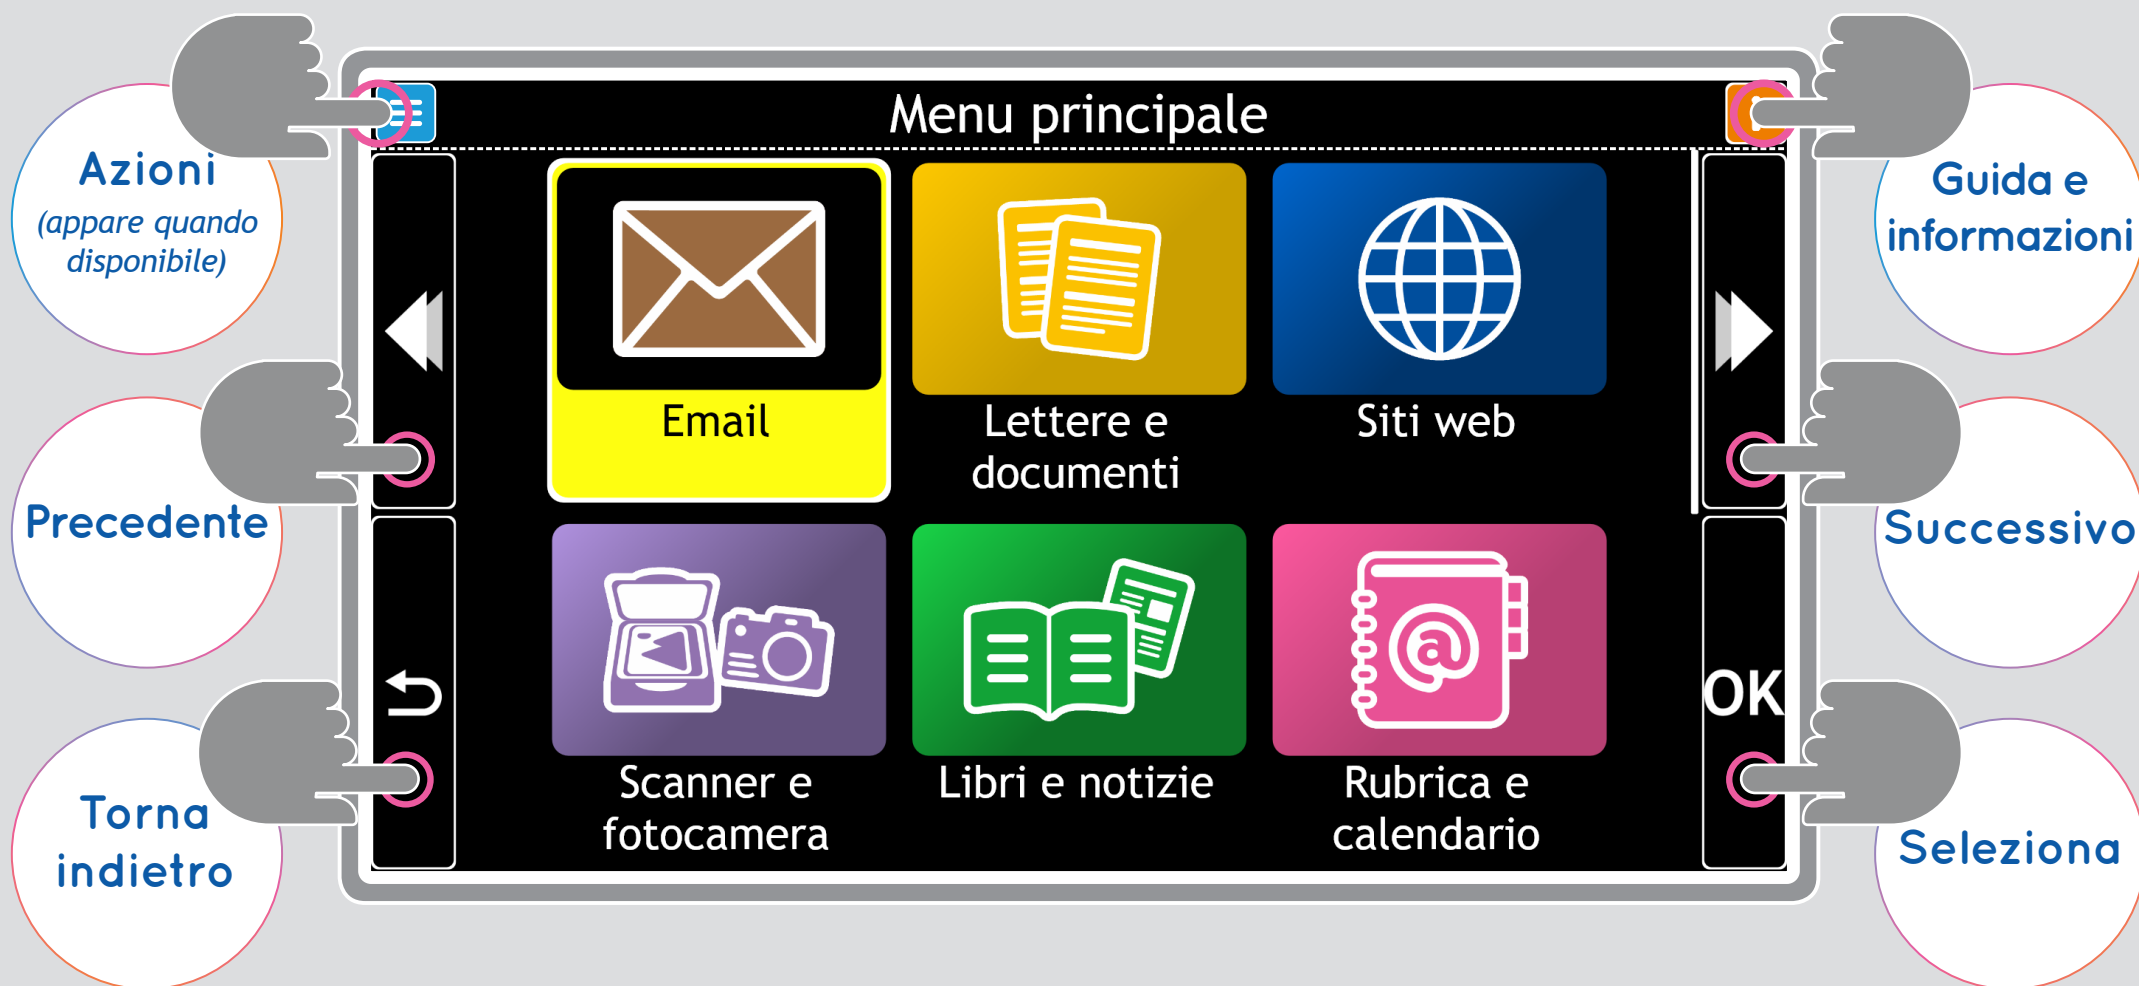 Menu principale
Azioni
(appare quando
disponibile)
Guida e
informazioni
Email
Lettere e
documenti
Siti web
Precedente
Successivo
OK
Scanner e
fotocamera
Libri e notizie
Rubrica e
calendario
Torna
indietro
Seleziona